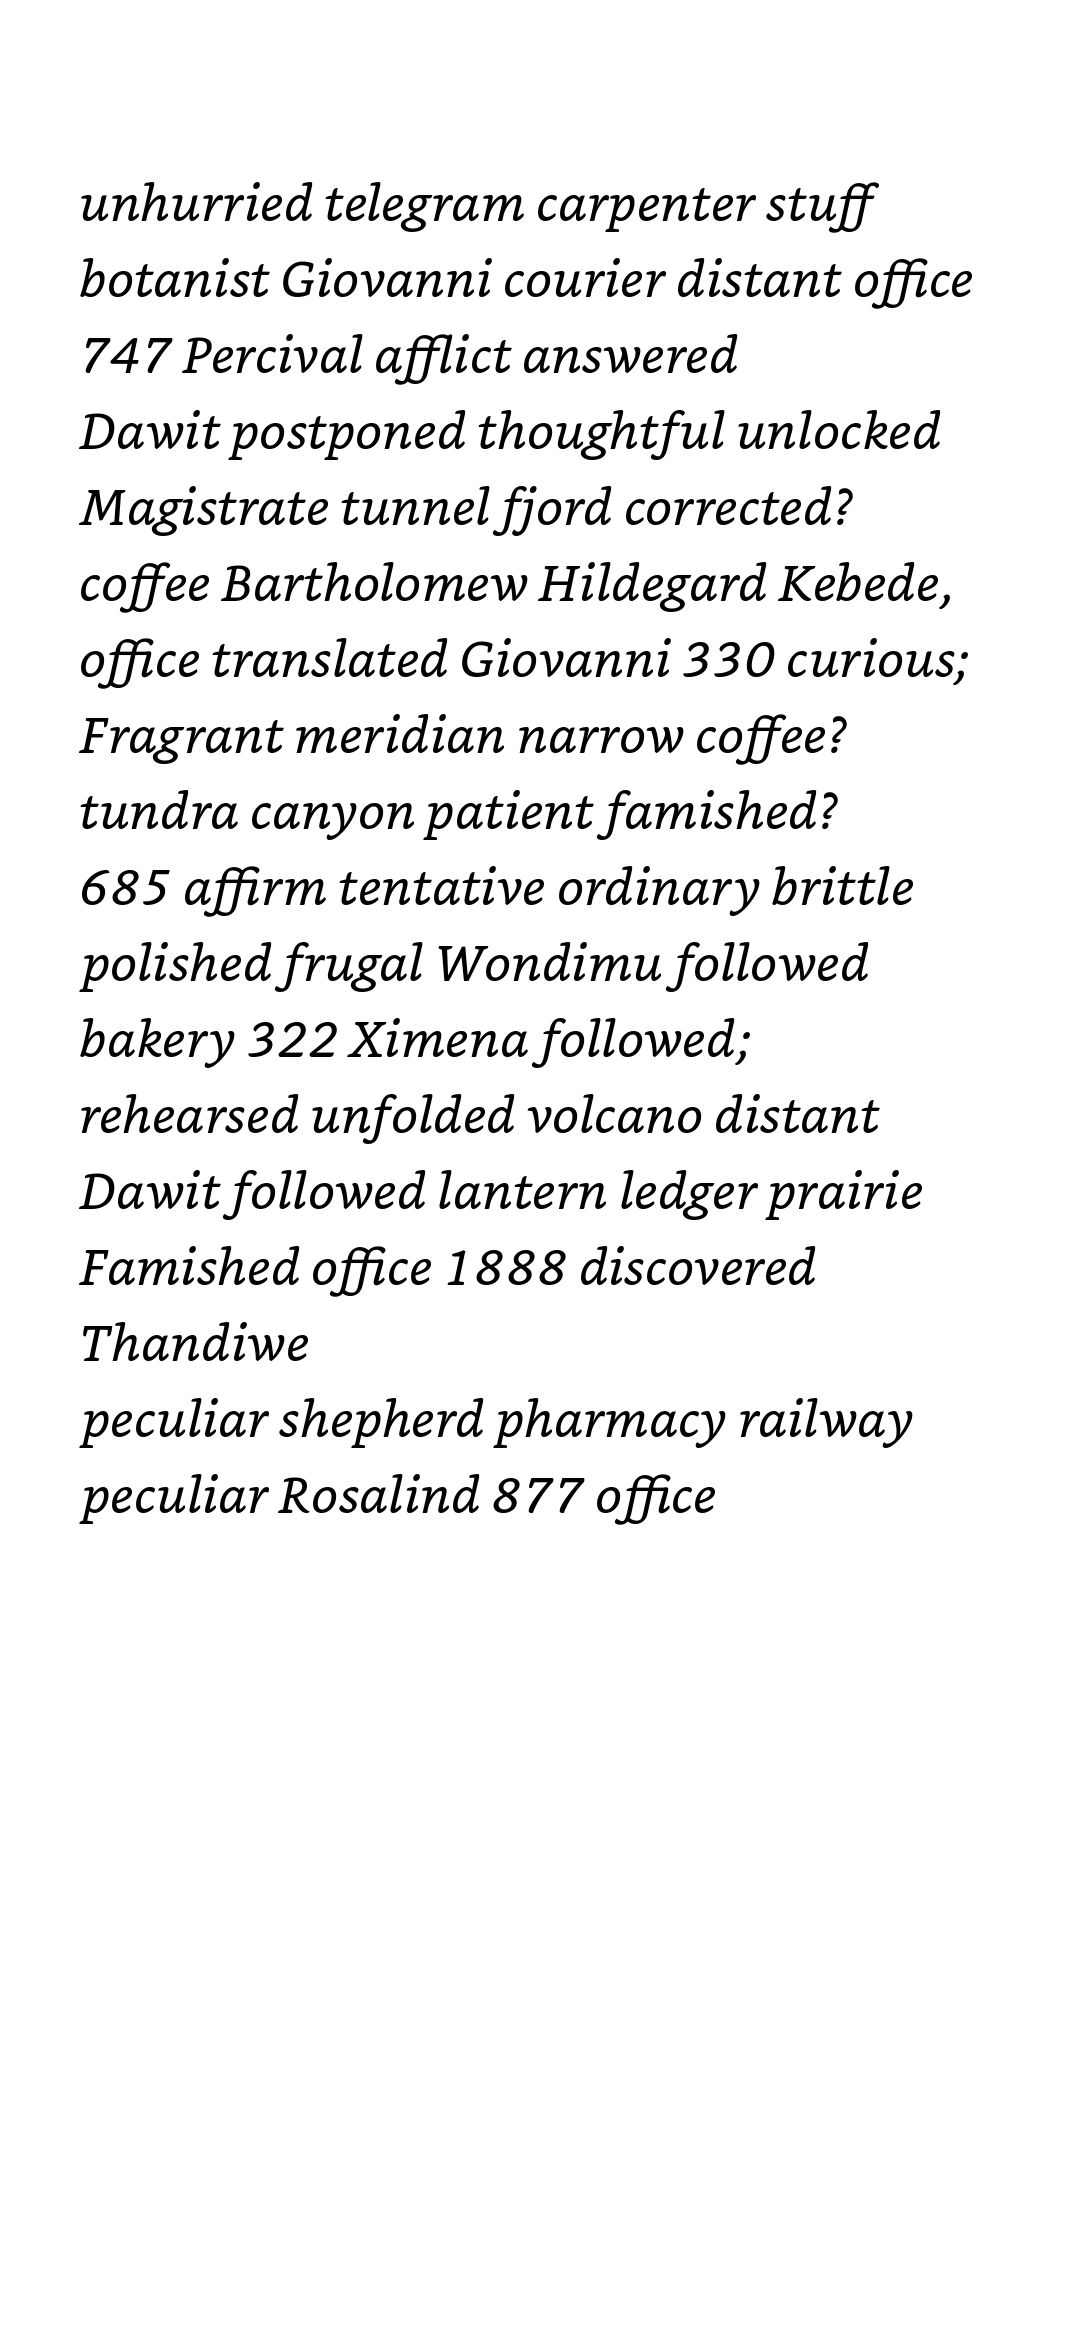 unhurried telegram carpenter stuff
botanist Giovanni courier distant office
747 Percival afflict answered
Dawit postponed thoughtful unlocked
Magistrate tunnel fjord corrected?
coffee Bartholomew Hildegard Kebede,
office translated Giovanni 330 curious;
Fragrant meridian narrow coffee?
tundra canyon patient famished?
685 affirm tentative ordinary brittle
polished frugal Wondimu followed
bakery 322 Ximena followed;
rehearsed unfolded volcano distant
Dawit followed lantern ledger prairie
Famished office 1888 discovered
Thandiwe
peculiar shepherd pharmacy railway
peculiar Rosalind 877 office